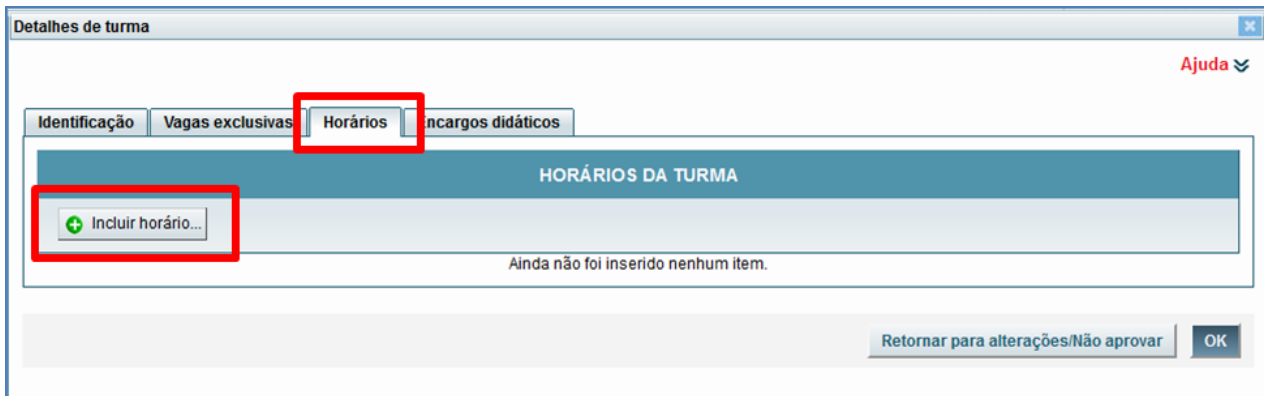 Detalhes de turma
Ajuda
Identificação Vagas exclusivas Horários Encargos didáticos
HORÁRIOS DA TURMA
Incluir horário...
Ainda não foi inserido nenhum item.
Retornar para alterações/Não aprovar OK